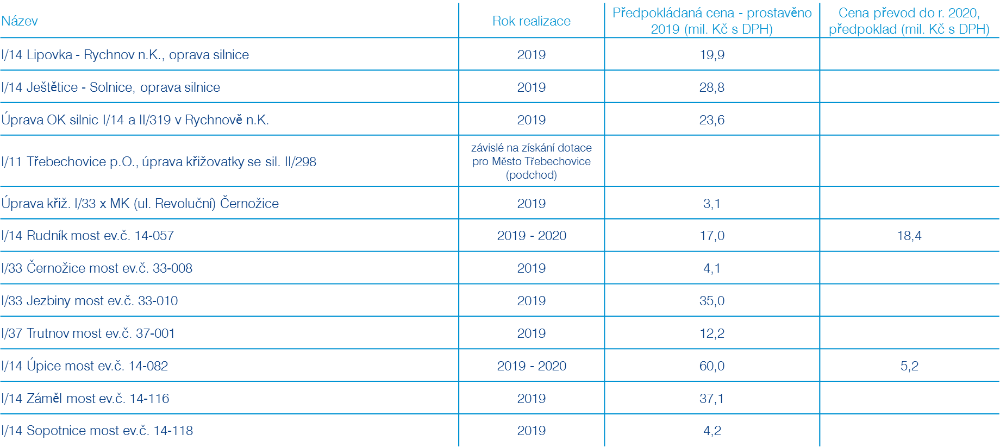 Název
Rok realizace
Předpokládaná cena - prostavěno
2019 (mil. Kč s DPH)
Cena převod do r. 2020,
předpoklad (mil. Kč s DPH)
I/14 Lipovka - Rychnov n.K., oprava silnice 2019 19,9
I/14 Ještětice - Solnice, oprava silnice 2019 28,8
Úprava OK silnic I/14 a II/319 v Rychnově n.K. 2019 23,6
I/11 Třebechovice p.O., úprava křižovatky se sil. II/298
závislé na získání dotace
pro Město Třebechovice
(podchod)
Úprava křiž. I/33 x MK (ul. Revoluční) Černožice 2019 3,1
I/14 Rudník most ev.č. 14-057 2019 - 2020 17,0 18,4
I/33 Černožice most ev.č. 33-008 2019 4,1
I/33 Jezbiny most ev.č. 33-010 2019 35,0
I/37 Trutnov most ev.č. 37-001 2019 12,2
I/14 Úpice most ev.č. 14-082 2019 - 2020 60,0 5,2
I/14 Záměl most ev.č. 14-116 2019 37,1
I/14 Sopotnice most ev.č. 14-118 2019 4,2